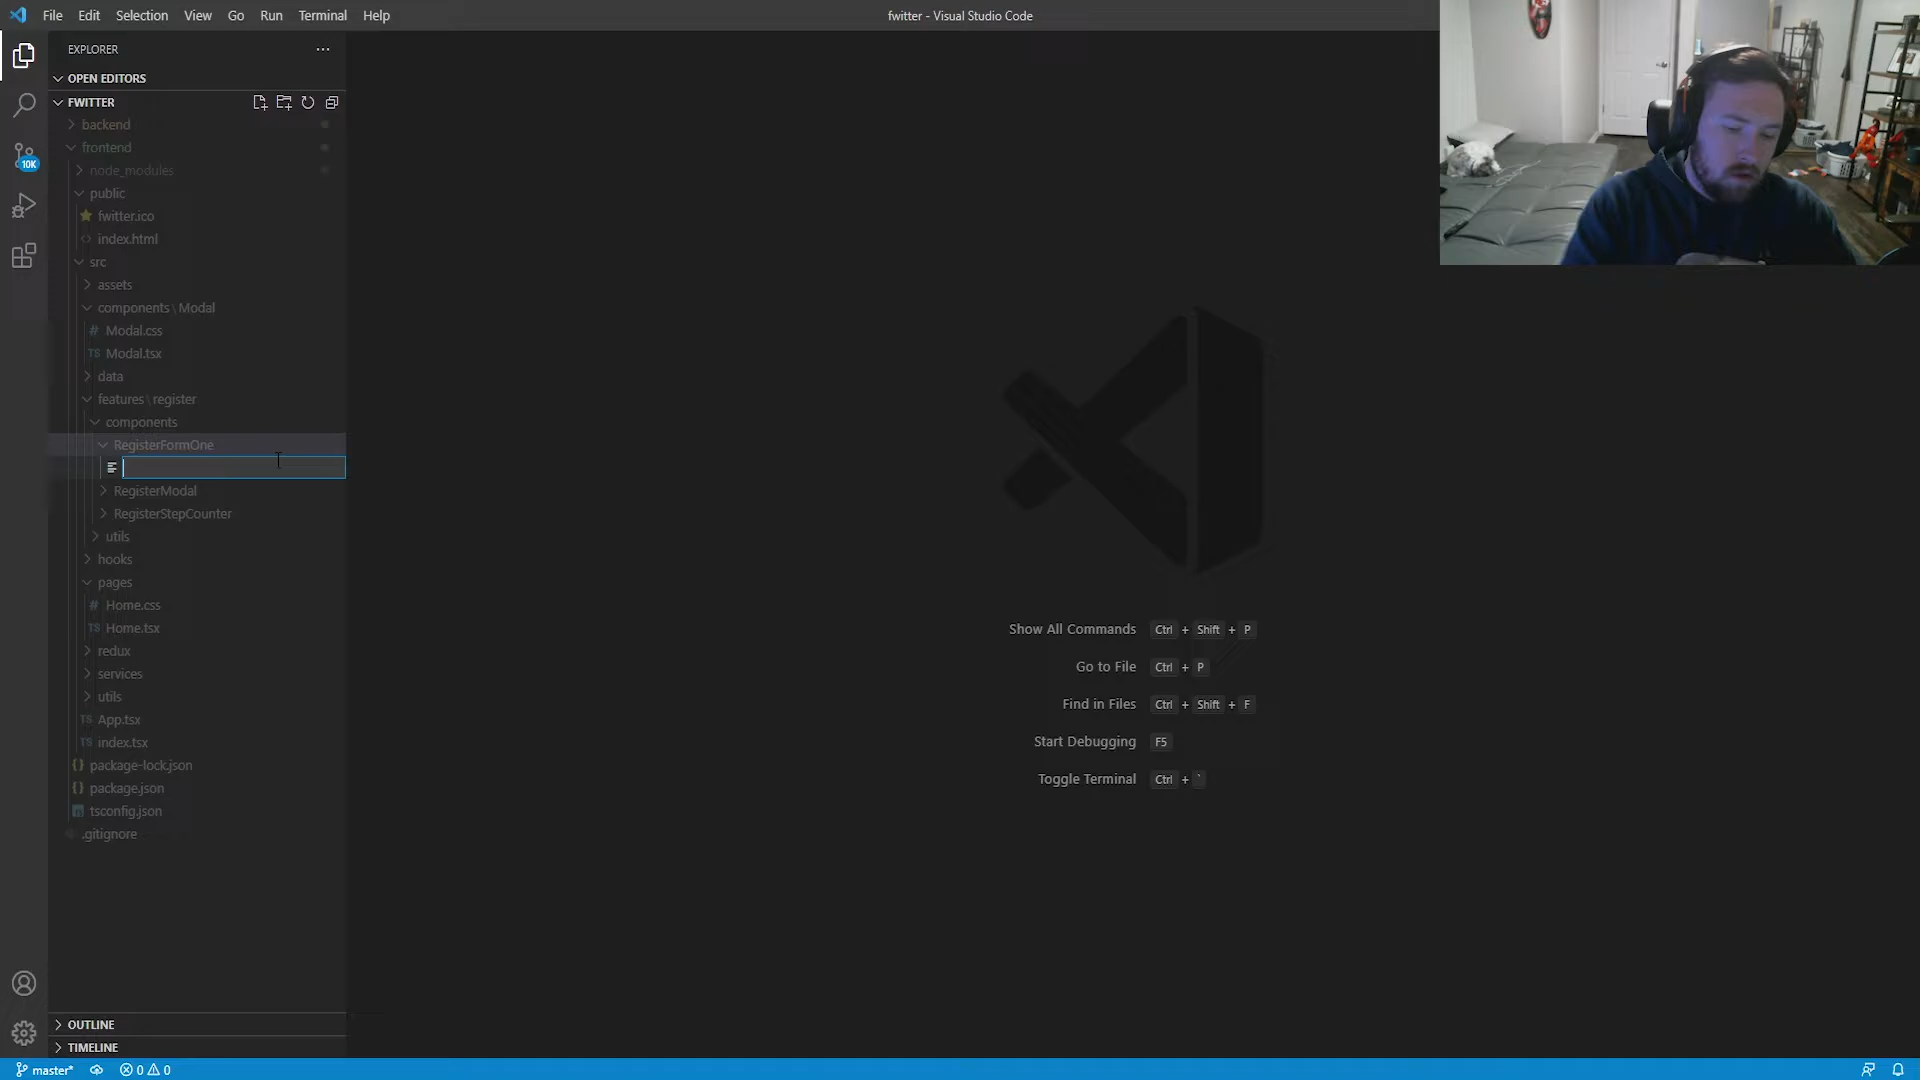 File Edit Selection View Go Run Terminal Help
fwitter - Visual Studio Code
EXPLORER
OPEN EDITORS
FWITTER
backend
frontend
node_modules
public
fwitter.ico
index.html
src
assets
components \ Modal
# Modal.css
TS Modal.tsx
data
features \ register
components
RegisterFormOne
RegisterModal
RegisterStepCounter
utils
hooks
pages
# Home.css
TS Home.tsx
redux
services
utils
TS App.tsx
TS index.tsx
{} package-lock.json
{} package.json
tsconfig.json
.gitignore
10K
Show All Commands Ctrl + Shift + P
Go to File Ctrl + P
Find in Files Ctrl + Shift + F
Start Debugging F5
Toggle Terminal Ctrl + `
OUTLINE
TIMELINE
master* 0 0